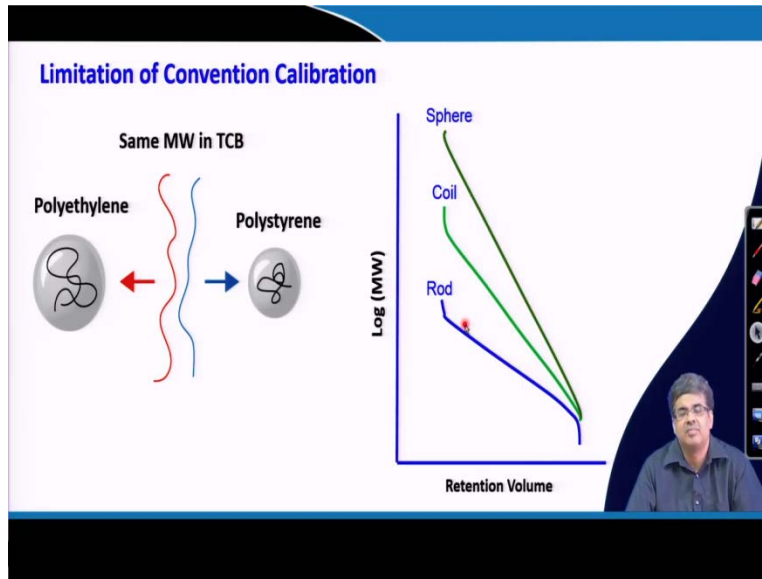 Limitation of Convention Calibration
Same MW in TCB
Polyethylene
Polystyrene
Sphere
Coil
Rod
Log (MW)
Retention Volume